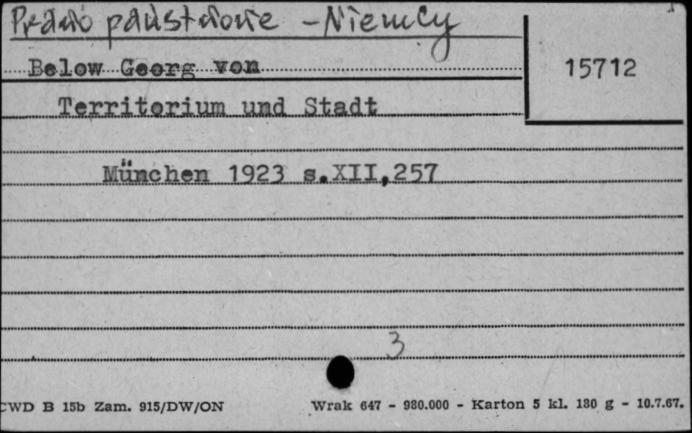 Prawo państwowe - Niemcy
Below Georg von
15712
Territorium und Stadt
München 1923 s.XII,257
3
CWD B 15b Zam. 915/DW/ON
Wrak 647 - 980.000 - Karton 5 kl. 180 g - 10.7.67.